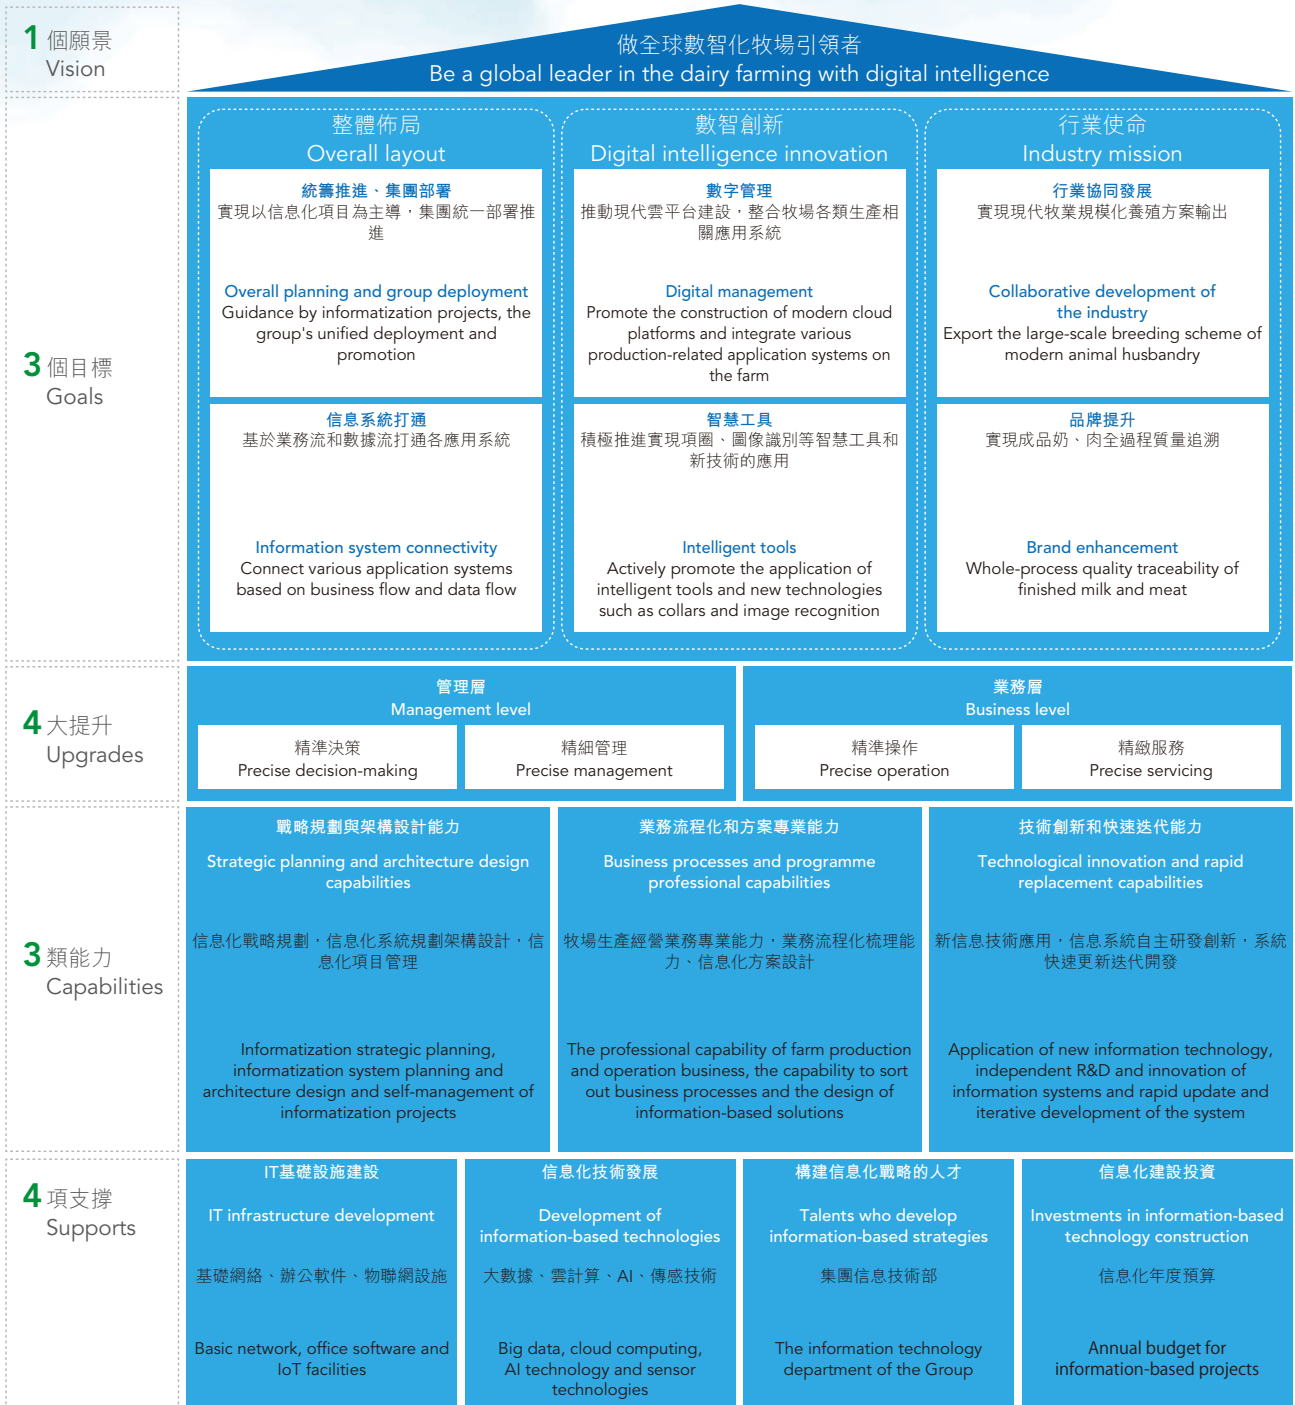 1 個願景
Vision
做全球數智化牧場引領者
Be a global leader in the dairy farming with digital intelligence
3 個目標
Goals
整體佈局
Overall layout
統籌推進、集團部署
實現以信息化項目為主導，集團統一部署推
進
Overall planning and group deployment
Guidance by informatization projects, the
group's unified deployment and
promotion
信息系統打通
基於業務流和數據流打通各應用系統
Information system connectivity
Connect various application systems
based on business flow and data flow
數智創新
Digital intelligence innovation
數字管理
推動現代雲平台建設，整合牧場各類生產相
關應用系統
Digital management
Promote the construction of modern cloud
platforms and integrate various
production-related application systems on
the farm
智慧工具
積極推進實現項圈、圖像識別等智慧工具和
新技術的應用
Intelligent tools
Actively promote the application of
intelligent tools and new technologies
such as collars and image recognition
行業使命
Industry mission
行業協同發展
實現現代牧業規模化養殖方案輸出
Collaborative development of
the industry
Export the large-scale breeding scheme of
modern animal husbandry
品牌提升
實現成品奶、肉全過程質量追溯
Brand enhancement
Whole-process quality traceability of
finished milk and meat
4 大提升
Upgrades
管理層
Management level
精準決策
Precise decision-making
精細管理
Precise management
業務層
Business level
精準操作
Precise operation
精緻服務
Precise servicing
3 類能力
Capabilities
戰略規劃與架構設計能力
Strategic planning and architecture design
capabilities
信息化戰略規劃，信息化系統規劃架構設計，信
息化項目管理
Informatization strategic planning,
informatization system planning and
architecture design and self-management of
informatization projects
業務流程化和方案專業能力
Business processes and programme
professional capabilities
牧場生產經營業務專業能力，業務流程化梳理能
力、信息化方案設計
The professional capability of farm production
and operation business, the capability to sort
out business processes and the design of
information-based solutions
技術創新和快速迭代能力
Technological innovation and rapid
replacement capabilities
新信息技術應用，信息系統自主研發創新，系統
快速更新迭代開發
Application of new information technology,
independent R&D and innovation of
information systems and rapid update and
iterative development of the system
4 項支撐
Supports
IT基礎設施建設
IT infrastructure development
基礎網絡、辦公軟件、物聯網設施
Basic network, office software and
IoT facilities
信息化技術發展
Development of
information-based technologies
大數據、雲計算、AI、傳感技術
Big data, cloud computing,
AI technology and sensor
technologies
構建信息化戰略的人才
Talents who develop
information-based strategies
集團信息技術部
The information technology
department of the Group
信息化建設投資
Investments in information-based
technology construction
信息化年度預算
Annual budget for
information-based projects